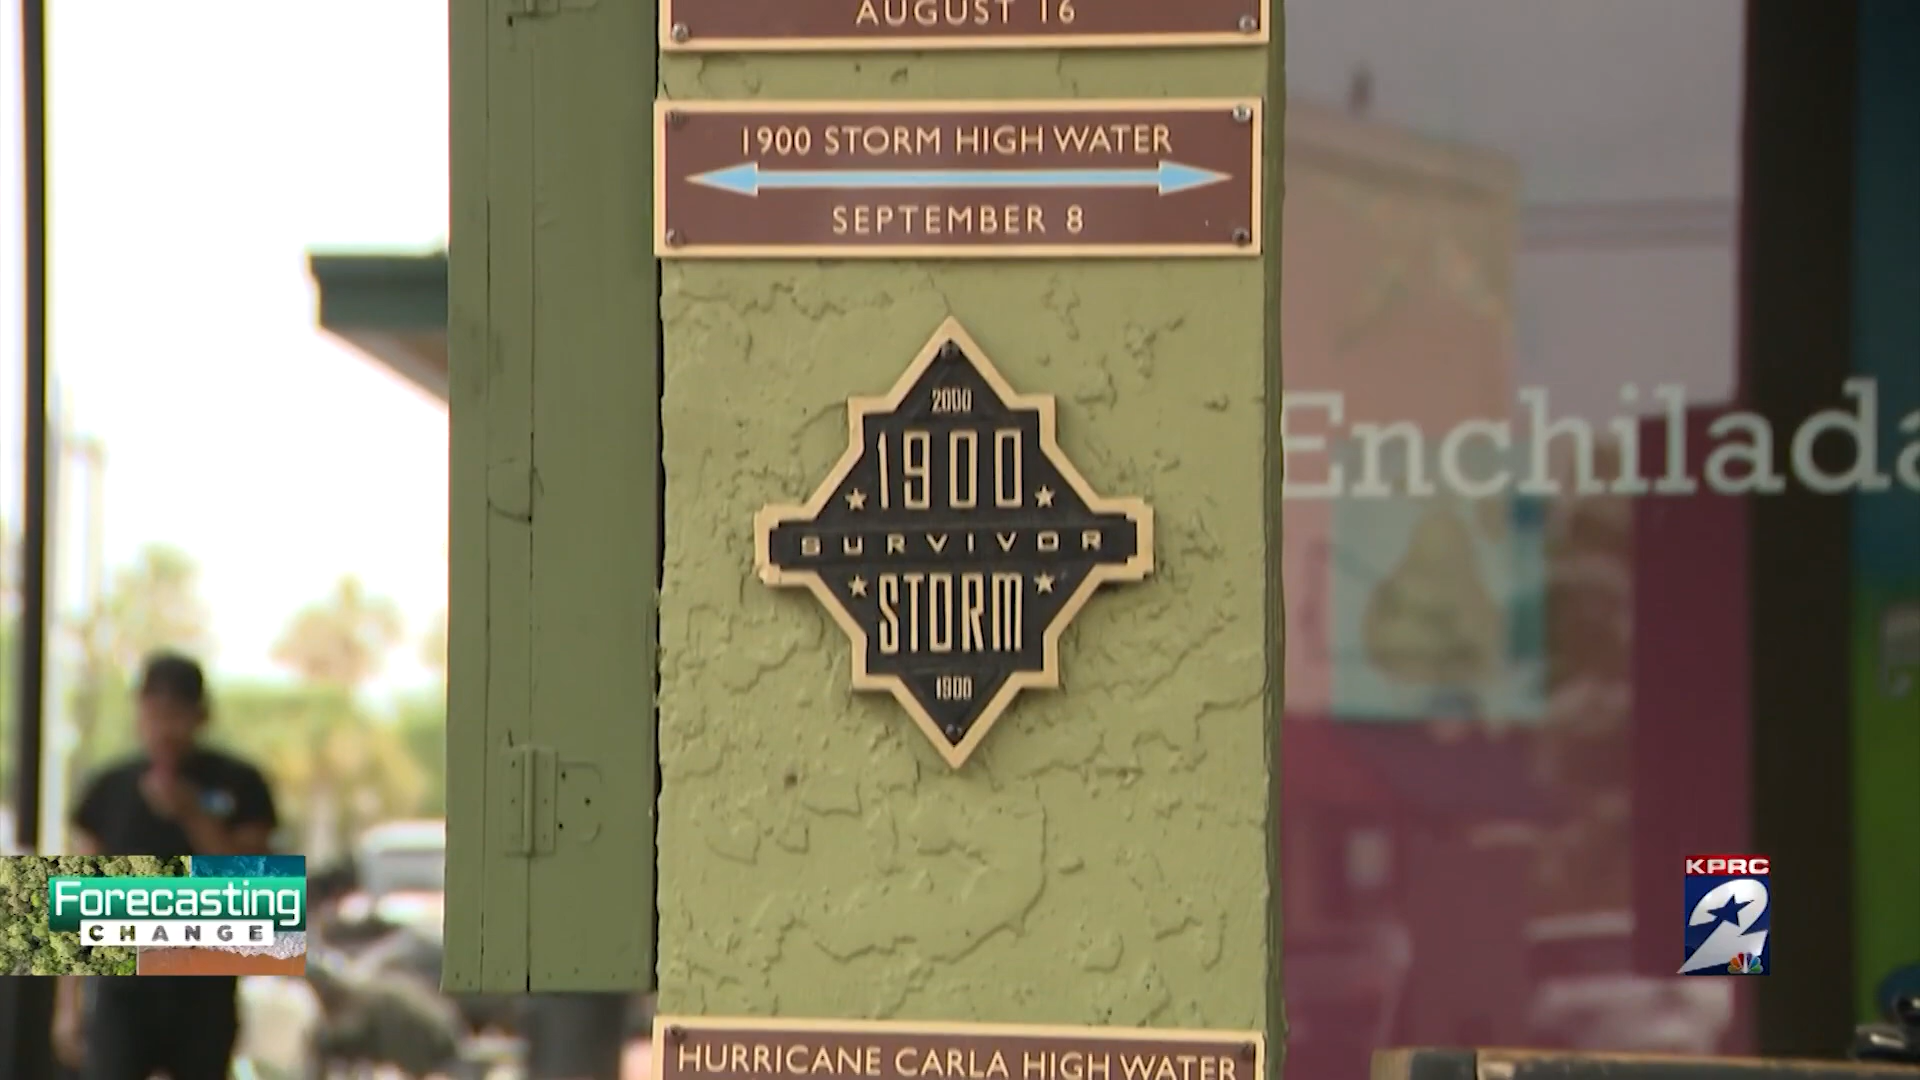 AUGUST 16
1900 STORM HIGH WATER
SEPTEMBER 8
2000
1900
SURVIVOR
STORM
1900
HURRICANE CARLA HIGH WATER
Enchilada
Forecasting
CHANGE
KPRC
2